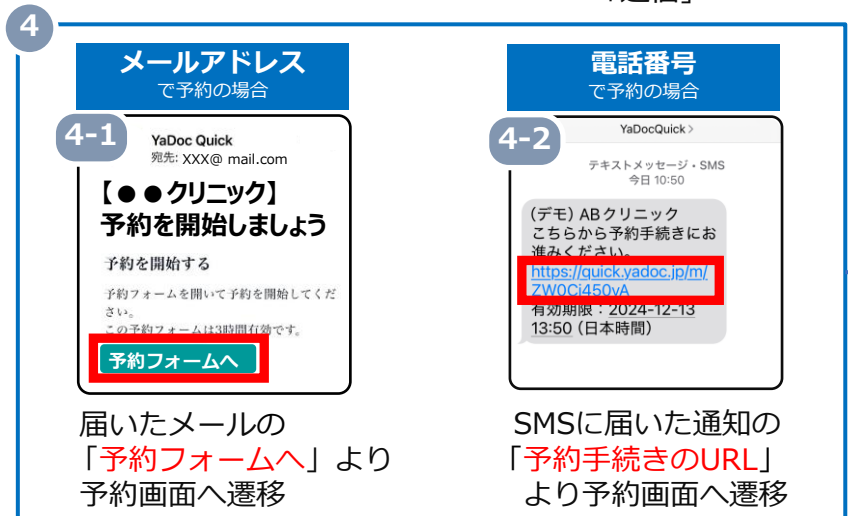 4
メールアドレス
で予約の場合
4-1
YaDoc Quick
宛先: XXX@ mail.com
【●●クリニック】
予約を開始しましょう
予約を開始する
予約フォームを開いて予約を開始してくだ
さい。
この予約フォームは3時間有効です。
予約フォームへ
届いたメールの
「予約フォームへ」より
予約画面へ遷移
電話番号
で予約の場合
4-2
YaDocQuick >
テキストメッセージ・SMS
今日 10:50
(デモ) ABクリニック
こちらから予約手続きにお
進みください。
https://quick.yadoc.jp/m/
ZW0Ci450vA
有効期限：2024-12-13
13:50 (日本時間)
SMSに届いた通知の
「予約手続きのURL」
より予約画面へ遷移